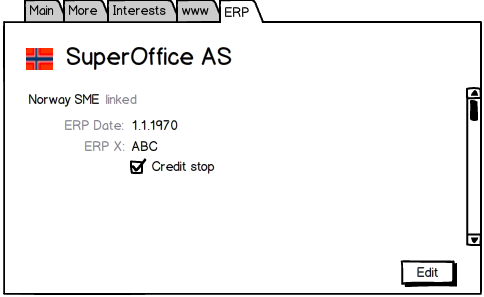 Main More Interests www ERP
SuperOffice AS
Norway SME linked
ERP Date: 1.1.1970
ERP X: ABC
Credit stop
Edit